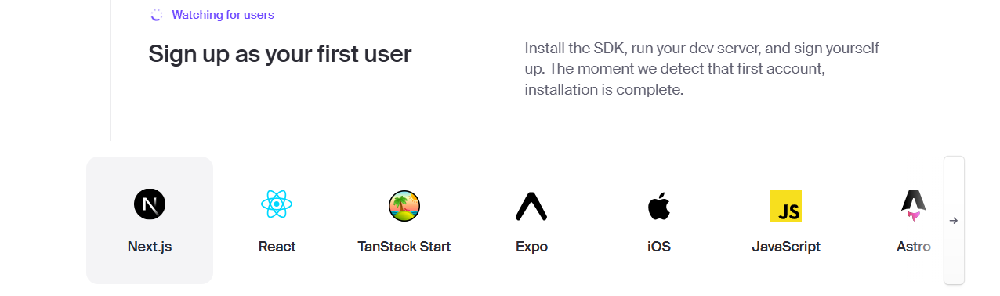 Watching for users
Sign up as your first user
Install the SDK, run your dev server, and sign yourself
up. The moment we detect that first account,
installation is complete.
N
JS
Next.js
React
TanStack Start
Expo
iOS
JavaScript
Astro